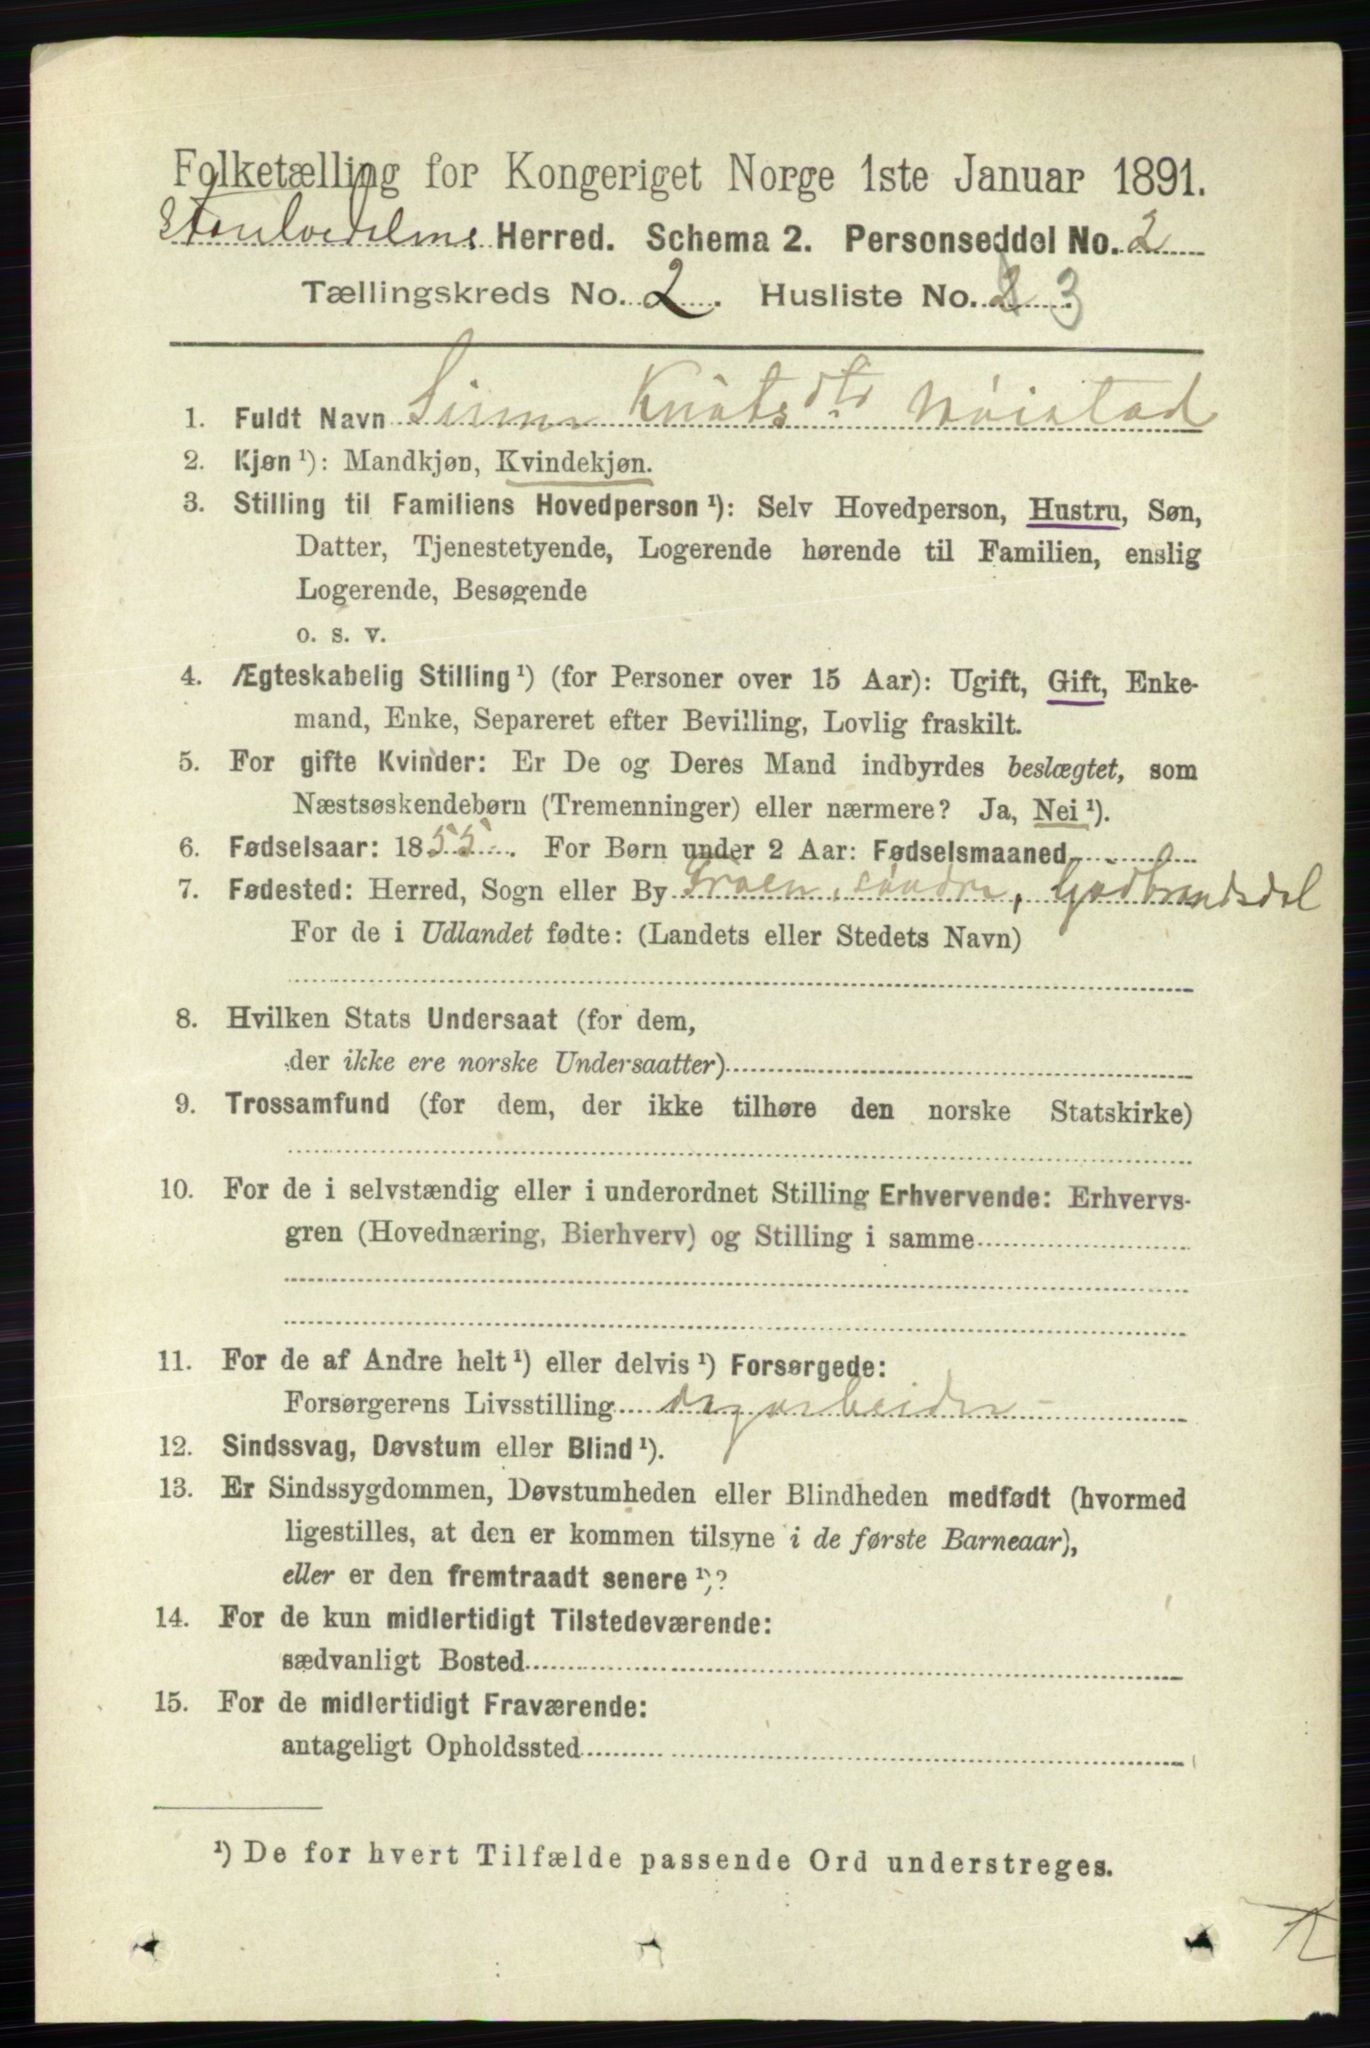 Folketælling for Kongeriget Norge 1ste Januar 1891.
Storelvedalens Herred. Schema 2. Personseddel No. 2
Tællingskreds No. 2. Husliste No. 3
1. Fuldt Navn Knuts dtr Nöistad
2. Kjøn ¹): Mandkjøn, Kvindekjøn.
3. Stilling til Familiens Hovedperson ¹): Selv Hovedperson, Hustru, Søn,
Datter, Tjenestetyende, Logerende hørende til Familien, enslig
Logerende, Besøgende
o. s. v.
4. Ægteskabelig Stilling ¹) (for Personer over 15 Aar): Ugift, Gift, Enke-
mand, Enke, Separeret efter Bevilling, Lovlig fraskilt.
5. For gifte Kvinder: Er De og Deres Mand indbyrdes beslægtet, som
Næstsøskendebørn (Tremenninger) eller nærmere? Ja, Nei ¹).
6. Fødselsaar: 1855. For Børn under 2 Aar: Fødselsmaaned
7. Fødested: Herred, Sogn eller By Froen, söndre, Gudbrandsdal
For de i Udlandet fødte: (Landets eller Stedets Navn)
8. Hvilken Stats Undersaat (for dem,
der ikke ere norske Undersaatter)
9. Trossamfund (for dem, der ikke tilhøre den norske Statskirke)
10. For de i selvstændig eller i underordnet Stilling Erhvervende: Erhvervs-
gren (Hovednæring, Bierhverv) og Stilling i samme
11. For de af Andre helt ¹) eller delvis ¹) Forsørgede:
Forsørgerens Livsstilling dagarbeider
12. Sindssvag, Døvstum eller Blind ¹).
13. Er Sindssygdommen, Døvstumheden eller Blindheden medfødt (hvormed
ligestilles, at den er kommen tilsyne i de første Barneaar),
eller er den fremtraadt senere ¹)?
14. For de kun midlertidigt Tilstedeværende:
sædvanligt Bosted
15. For de midlertidigt Fraværende:
antageligt Opholdssted
¹) De for hvert Tilfælde passende Ord understreges.